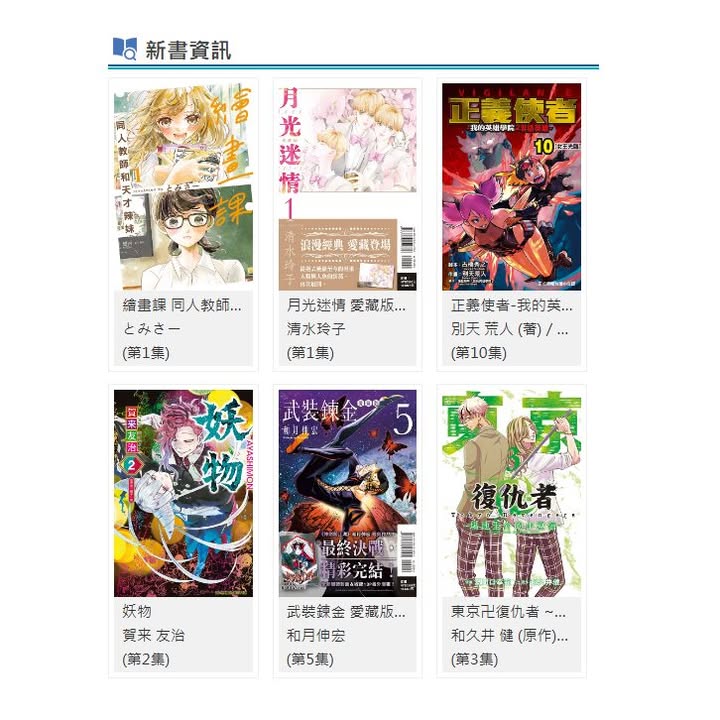 新書資訊
繪畫課
同人教師和天才辣妹
とみさー
月光迷情 1
清水玲子
浪漫經典 愛藏登場
VIGILANTE
正義使者
10
繪畫課 同人教師...
とみさー
(第1集)
月光迷情 愛藏版...
清水玲子
(第1集)
正義使者-我的英...
別天 荒人 (著) / ...
(第10集)
妖物
AYASHIMON
賀来友治
2
武裝鍊金
5
和月伸宏
最終決戰，
精彩完結！
東京
復仇者
妖物
賀来 友治
(第2集)
武裝鍊金 愛藏版...
和月伸宏
(第5集)
東京卍復仇者 ~...
和久井 健 (原作)...
(第3集)